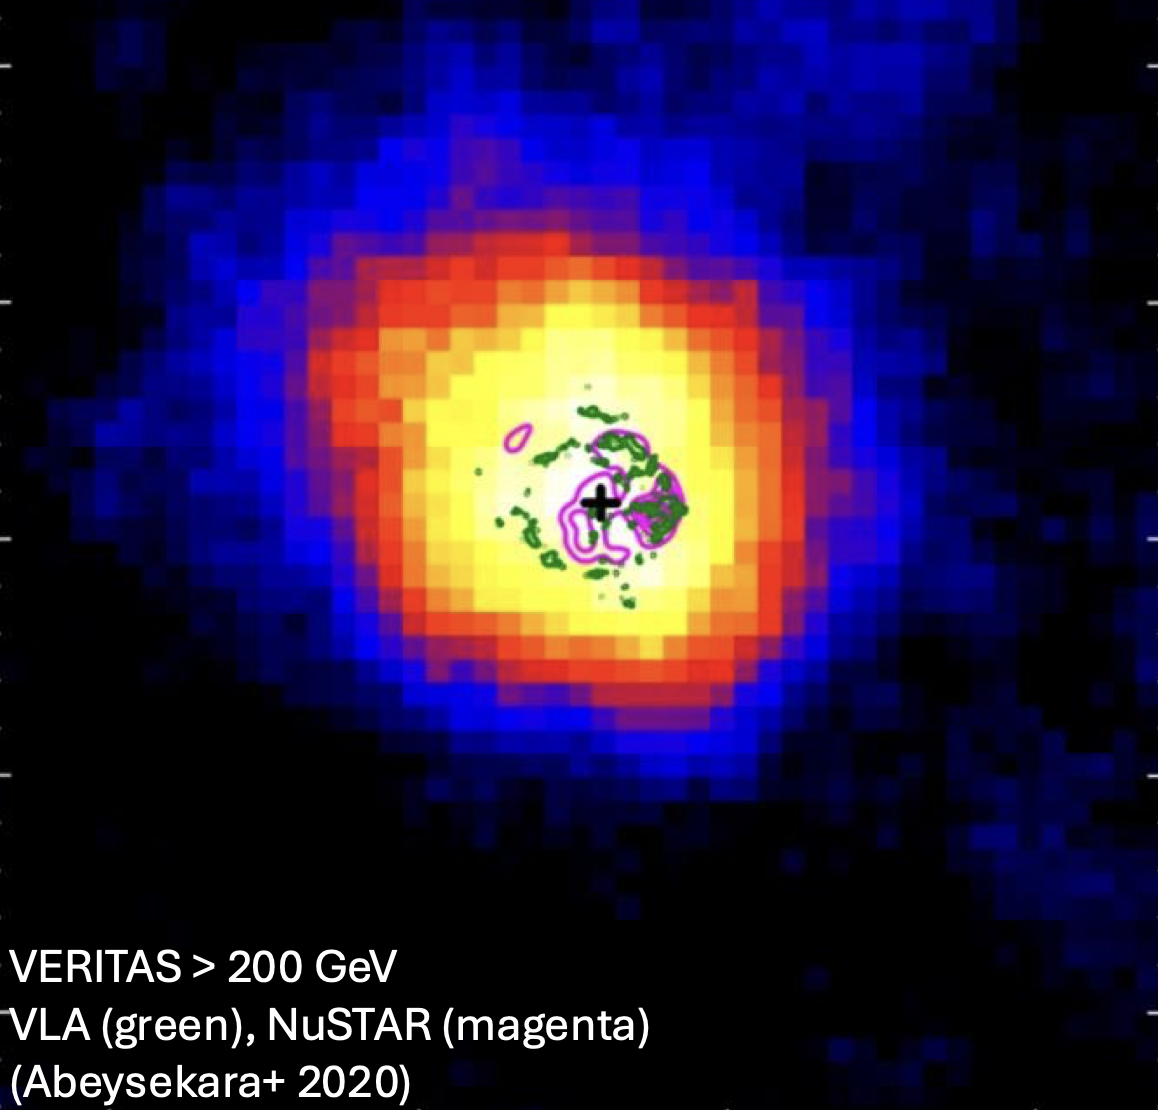 VERITAS > 200 GeV
VLA (green), NuSTAR (magenta)
(Abeysekara+ 2020)